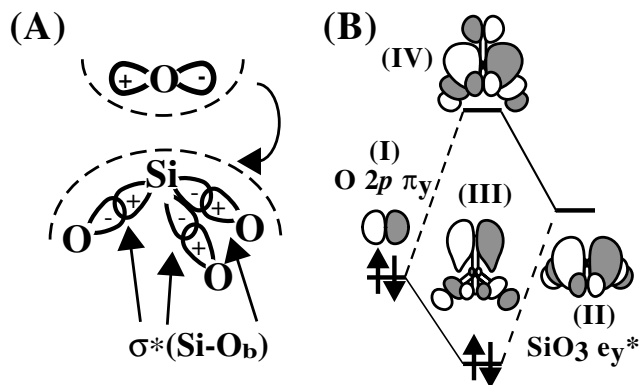 (A)
+ O -
Si
- + - +
- +
O O
O
σ*(Si-Ob)
(B)
(IV)
(I)
O 2p πy
(III)
(II)
SiO3 ey*